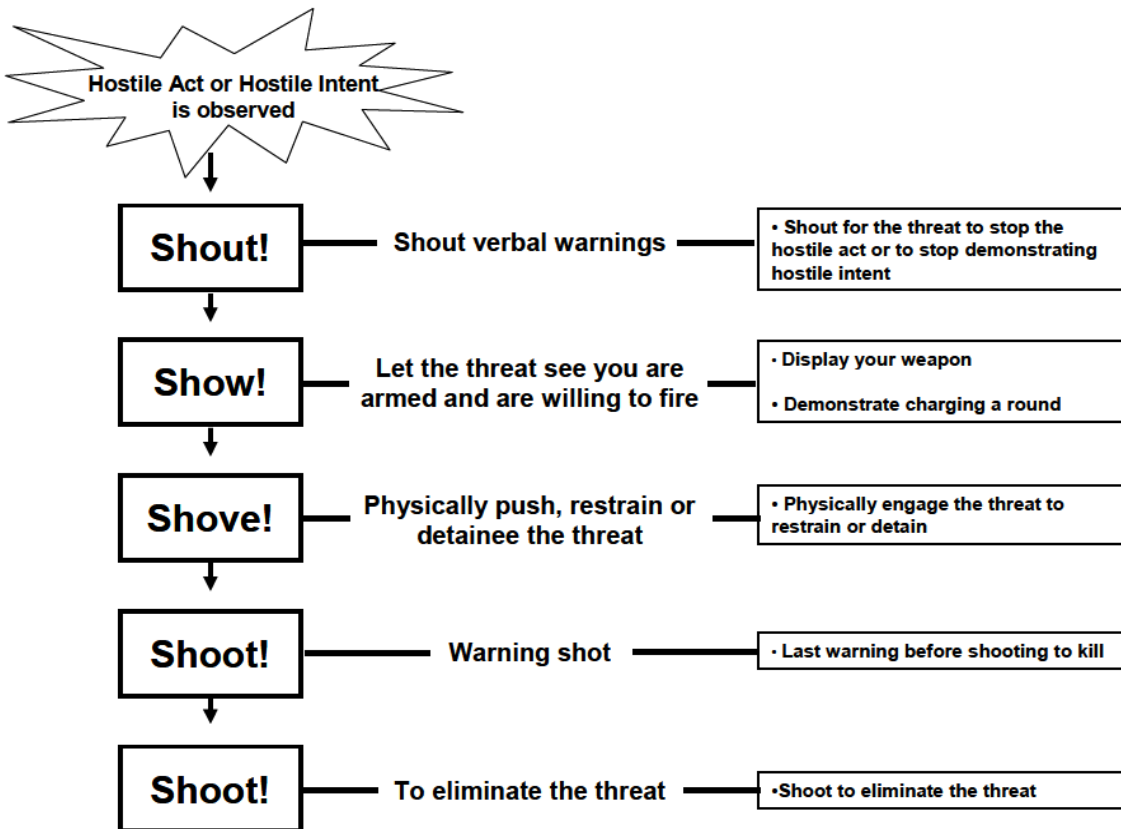 Hostile Act or Hostile Intent
is observed
Shout!
Shout verbal warnings
• Shout for the threat to stop the
hostile act or to stop demonstrating
hostile intent
Show!
Let the threat see you are
armed and are willing to fire
• Display your weapon
• Demonstrate charging a round
Shove!
Physically push, restrain or
detainee the threat
• Physically engage the threat to
restrain or detain
Shoot!
Warning shot
• Last warning before shooting to kill
Shoot!
To eliminate the threat
•Shoot to eliminate the threat